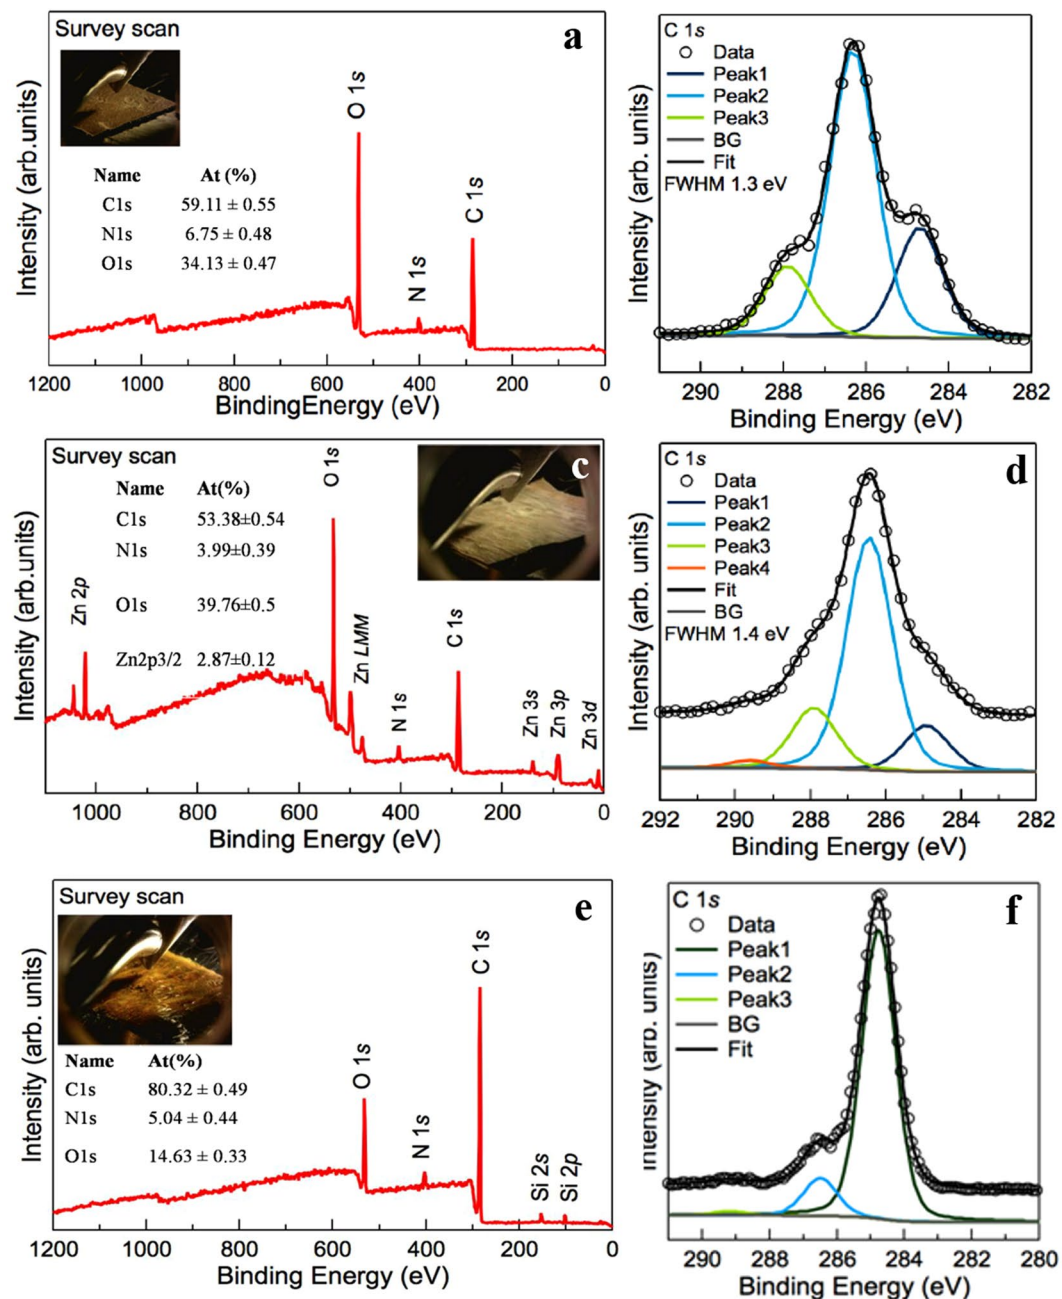 Survey scan
a
O 1s
C 1s
N 1s
Name At (%)
C1s 59.11 ± 0.55
N1s 6.75 ± 0.48
O1s 34.13 ± 0.47
Intensity (arb.units)
1200 1000 800 600 400 200 0
BindingEnergy (eV)
C 1s
Data
Peak1
Peak2
Peak3
BG
Fit
FWHM 1.3 eV
Intensity (arb. units)
290 288 286 284 282
Binding Energy (eV)
Survey scan
c
Name At(%)
C1s 53.38±0.54
N1s 3.99±0.39
O1s 39.76±0.5
Zn2p3/2 2.87±0.12
Zn 2p
O 1s
Zn LMM
N 1s
C 1s
Zn 3s
Zn 3p
Zn 3d
Intensity (arb.units)
1000 800 600 400 200 0
Binding Energy (eV)
C 1s
d
Data
Peak1
Peak2
Peak3
Peak4
Fit
BG
FWHM 1.4 eV
Intensity (arb. units)
292 290 288 286 284 282
Binding Energy (eV)
Survey scan
e
Name At(%)
C1s 80.32 ± 0.49
N1s 5.04 ± 0.44
O1s 14.63 ± 0.33
O 1s
N 1s
C 1s
Si 2s
Si 2p
Intensity (arb. units)
1200 1000 800 600 400 200 0
Binding Energy (eV)
C 1s
f
Data
Peak1
Peak2
Peak3
BG
Fit
Intensity (arb. units)
290 288 286 284 282 280
Binding Energy (eV)